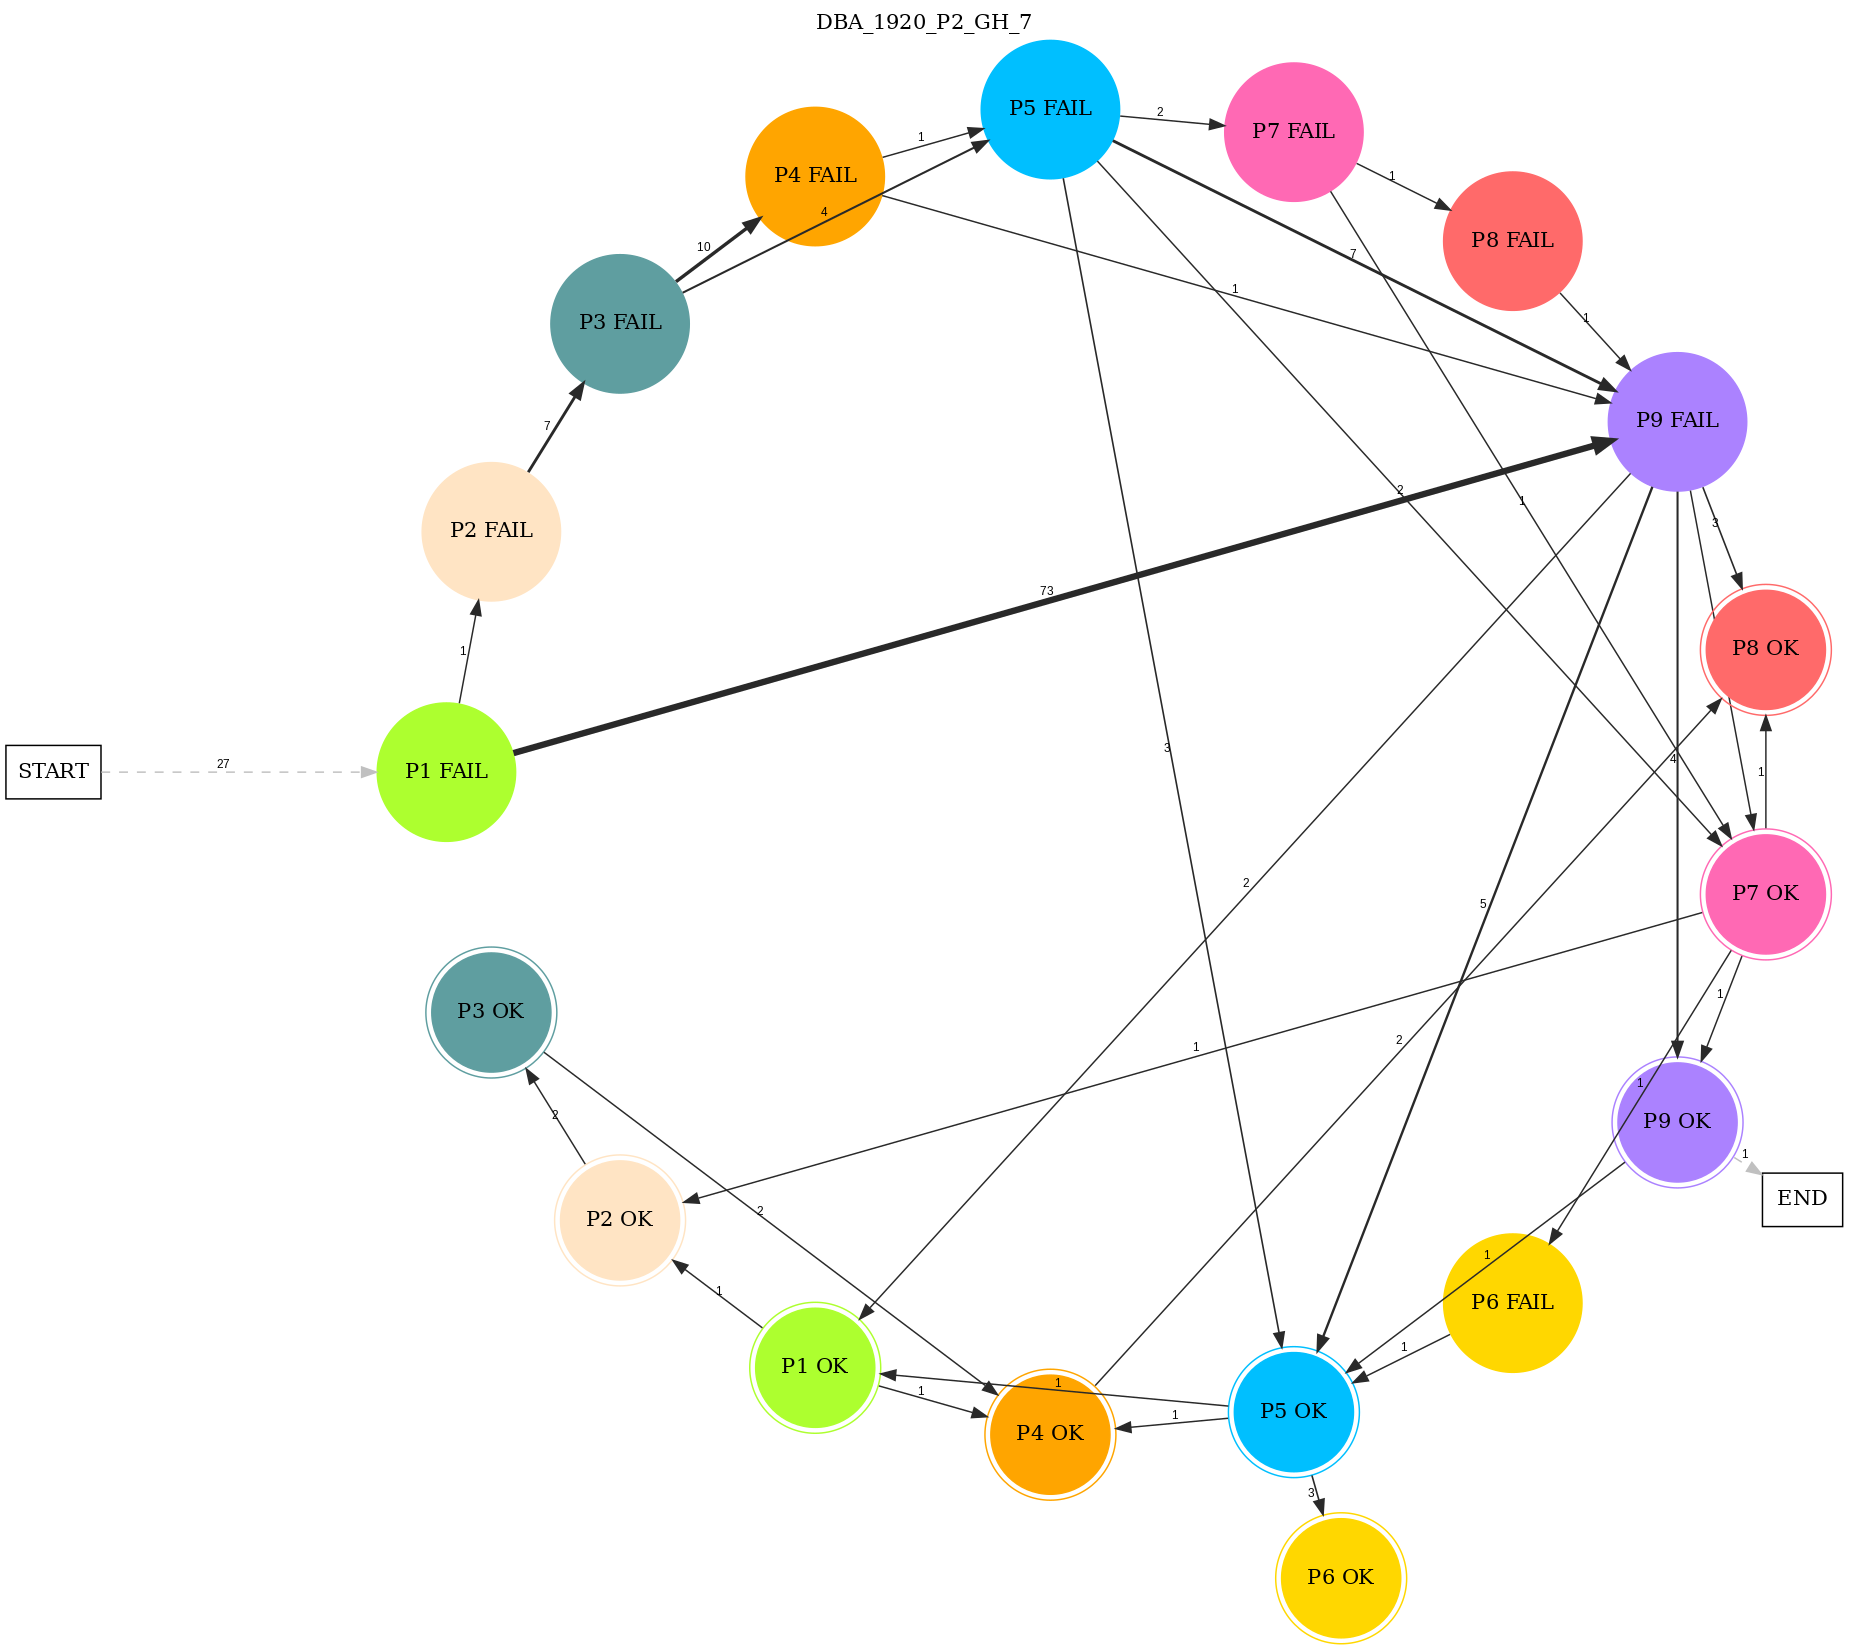 DBA_1920_P2_GH_7
P5 FAIL
P7 FAIL
2
P4 FAIL
1
1
4
P8 FAIL
10
7
1
P3 FAIL
1
P9 FAIL
7
2
1
3
P2 FAIL
73
1
P8 OK
3
4
START
27
P1 FAIL
1
2
P7 OK
5
1
P3 OK
2
1
1
2
1
P9 OK
1
2
P2 OK
END
1
1
P6 FAIL
1
P1 OK
1
1
P5 OK
1
P4 OK
3
P6 OK